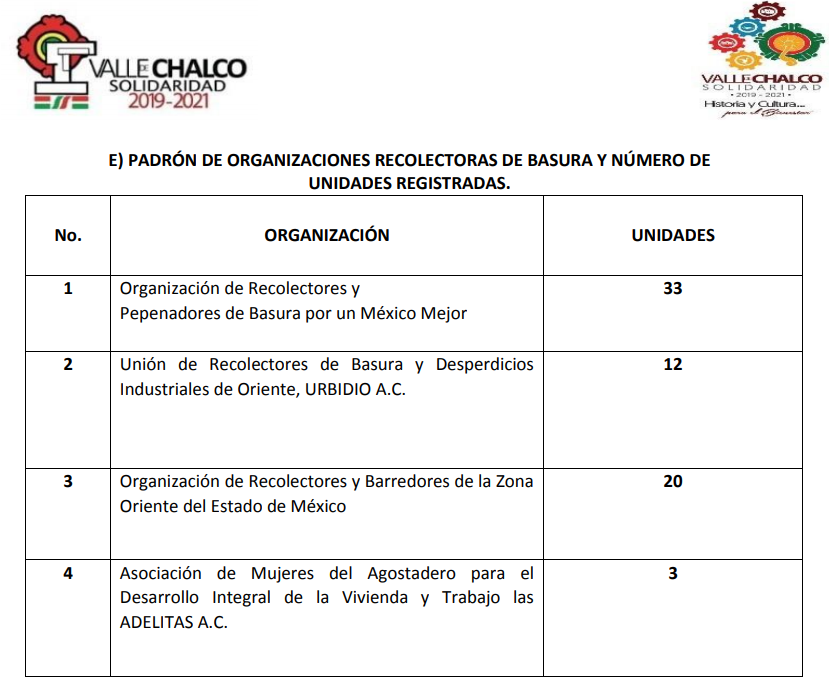 VALLE DE CHALCO
SOLIDARIDAD
2019-2021
VALLECHALCO
SOLIDARIDAD
• 2019 - 2021 •
Historia y Cultura...
para el Bienestar
E) PADRÓN DE ORGANIZACIONES RECOLECTORAS DE BASURA Y NÚMERO DE
UNIDADES REGISTRADAS.
No. ORGANIZACIÓN UNIDADES
1 Organización de Recolectores y 33
Pepenadores de Basura por un México Mejor
2 Unión de Recolectores de Basura y Desperdicios 12
Industriales de Oriente, URBIDIO A.C.
3 Organización de Recolectores y Barredores de la Zona 20
Oriente del Estado de México
4 Asociación de Mujeres del Agostadero para el 3
Desarrollo Integral de la Vivienda y Trabajo las
ADELITAS A.C.